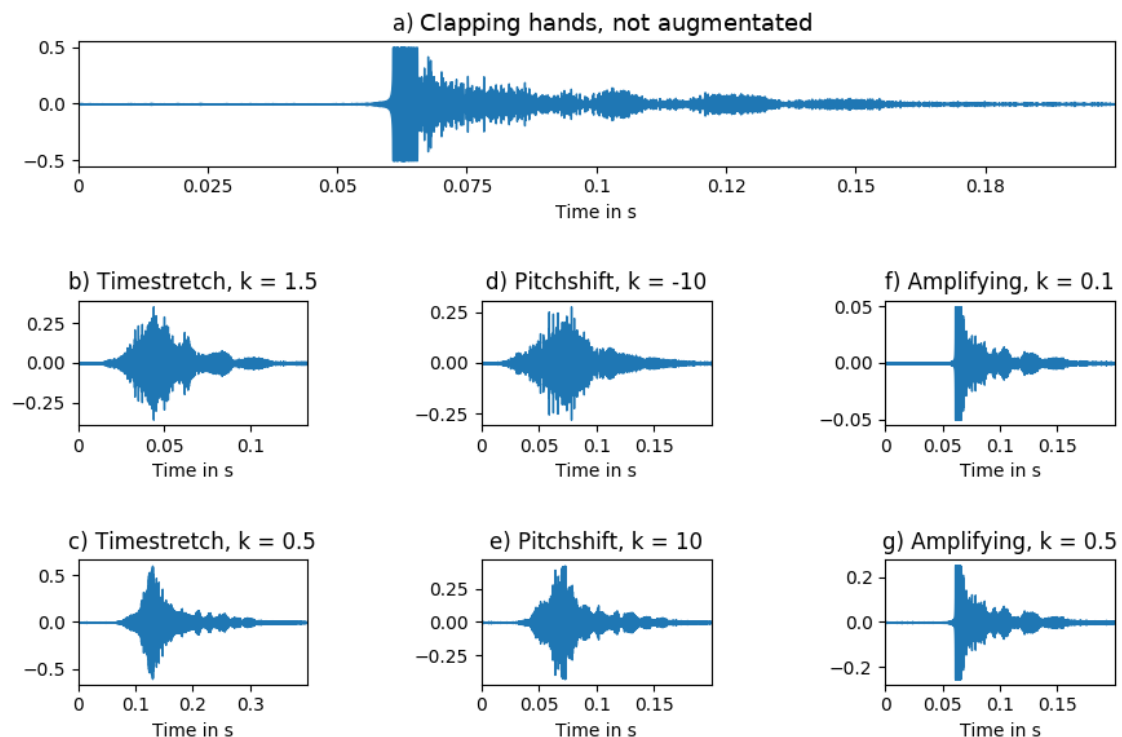 a) Clapping hands, not augmentated
0.5
0.0
−0.5
0 0.025 0.05 0.075 0.1 0.12 0.15 0.18
Time in s
b) Timestretch, k = 1.5 d) Pitchshift, k = -10 f) Amplifying, k = 0.1
0.25 0.25 0.05
0.00 0.00 0.00
−0.25 −0.25 −0.05
0 0.05 0.1 0 0.05 0.1 0.15 0 0.05 0.1 0.15
Time in s Time in s Time in s
c) Timestretch, k = 0.5 e) Pitchshift, k = 10 g) Amplifying, k = 0.5
0.5 0.25 0.2
0.0 0.00 0.0
−0.5 −0.25 −0.2
0 0.1 0.2 0.3 0 0.05 0.1 0.15 0 0.05 0.1 0.15
Time in s Time in s Time in s